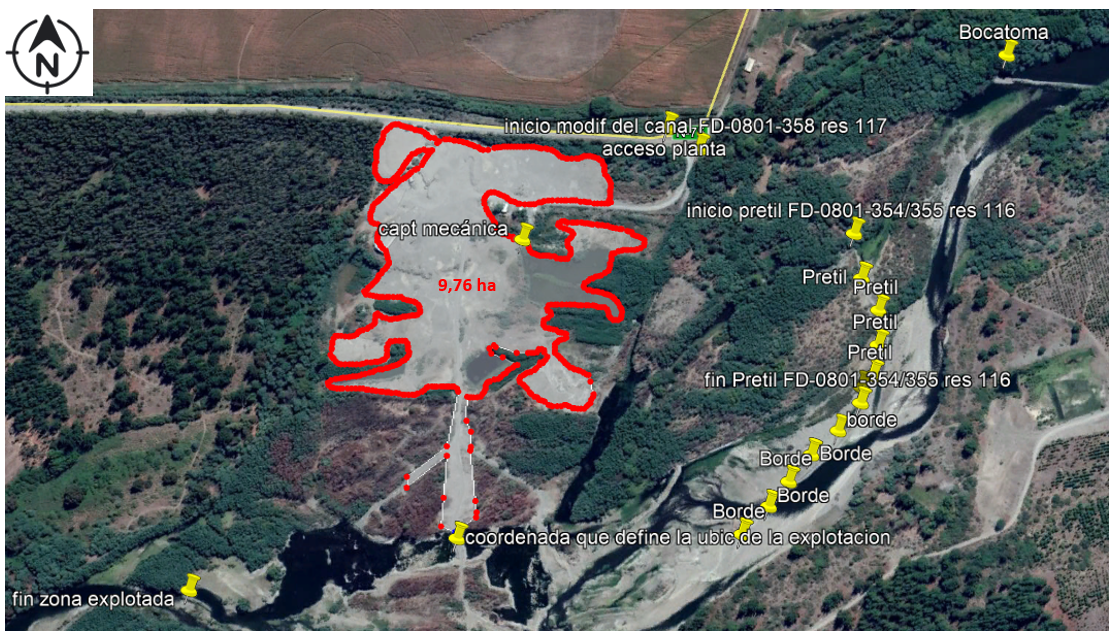 N
Bocatoma
inicio modif del canal FD-0801-358 res 117
acceso planta
inicio pretil FD-0801-354/355 res 116
capt mecánica
Pretil
Pretil
9,76 ha
Pretil
Pretil
fin Pretil FD-0801-354/355 res 116
borde
Borde
Borde
Borde
Borde
coordenada que define la ubic de la explotacion
fin zona explotada